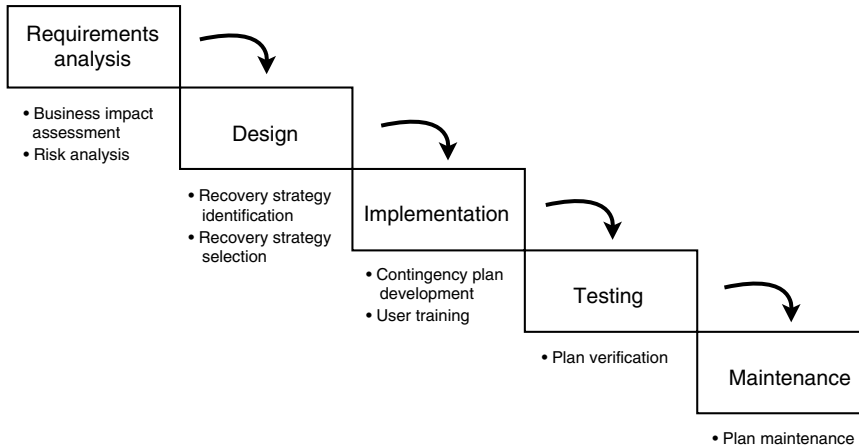 Requirements
analysis
• Business impact
assessment
• Risk analysis
Design
• Recovery strategy
identification
• Recovery strategy
selection
Implementation
• Contingency plan
development
• User training
Testing
• Plan verification
Maintenance
• Plan maintenance